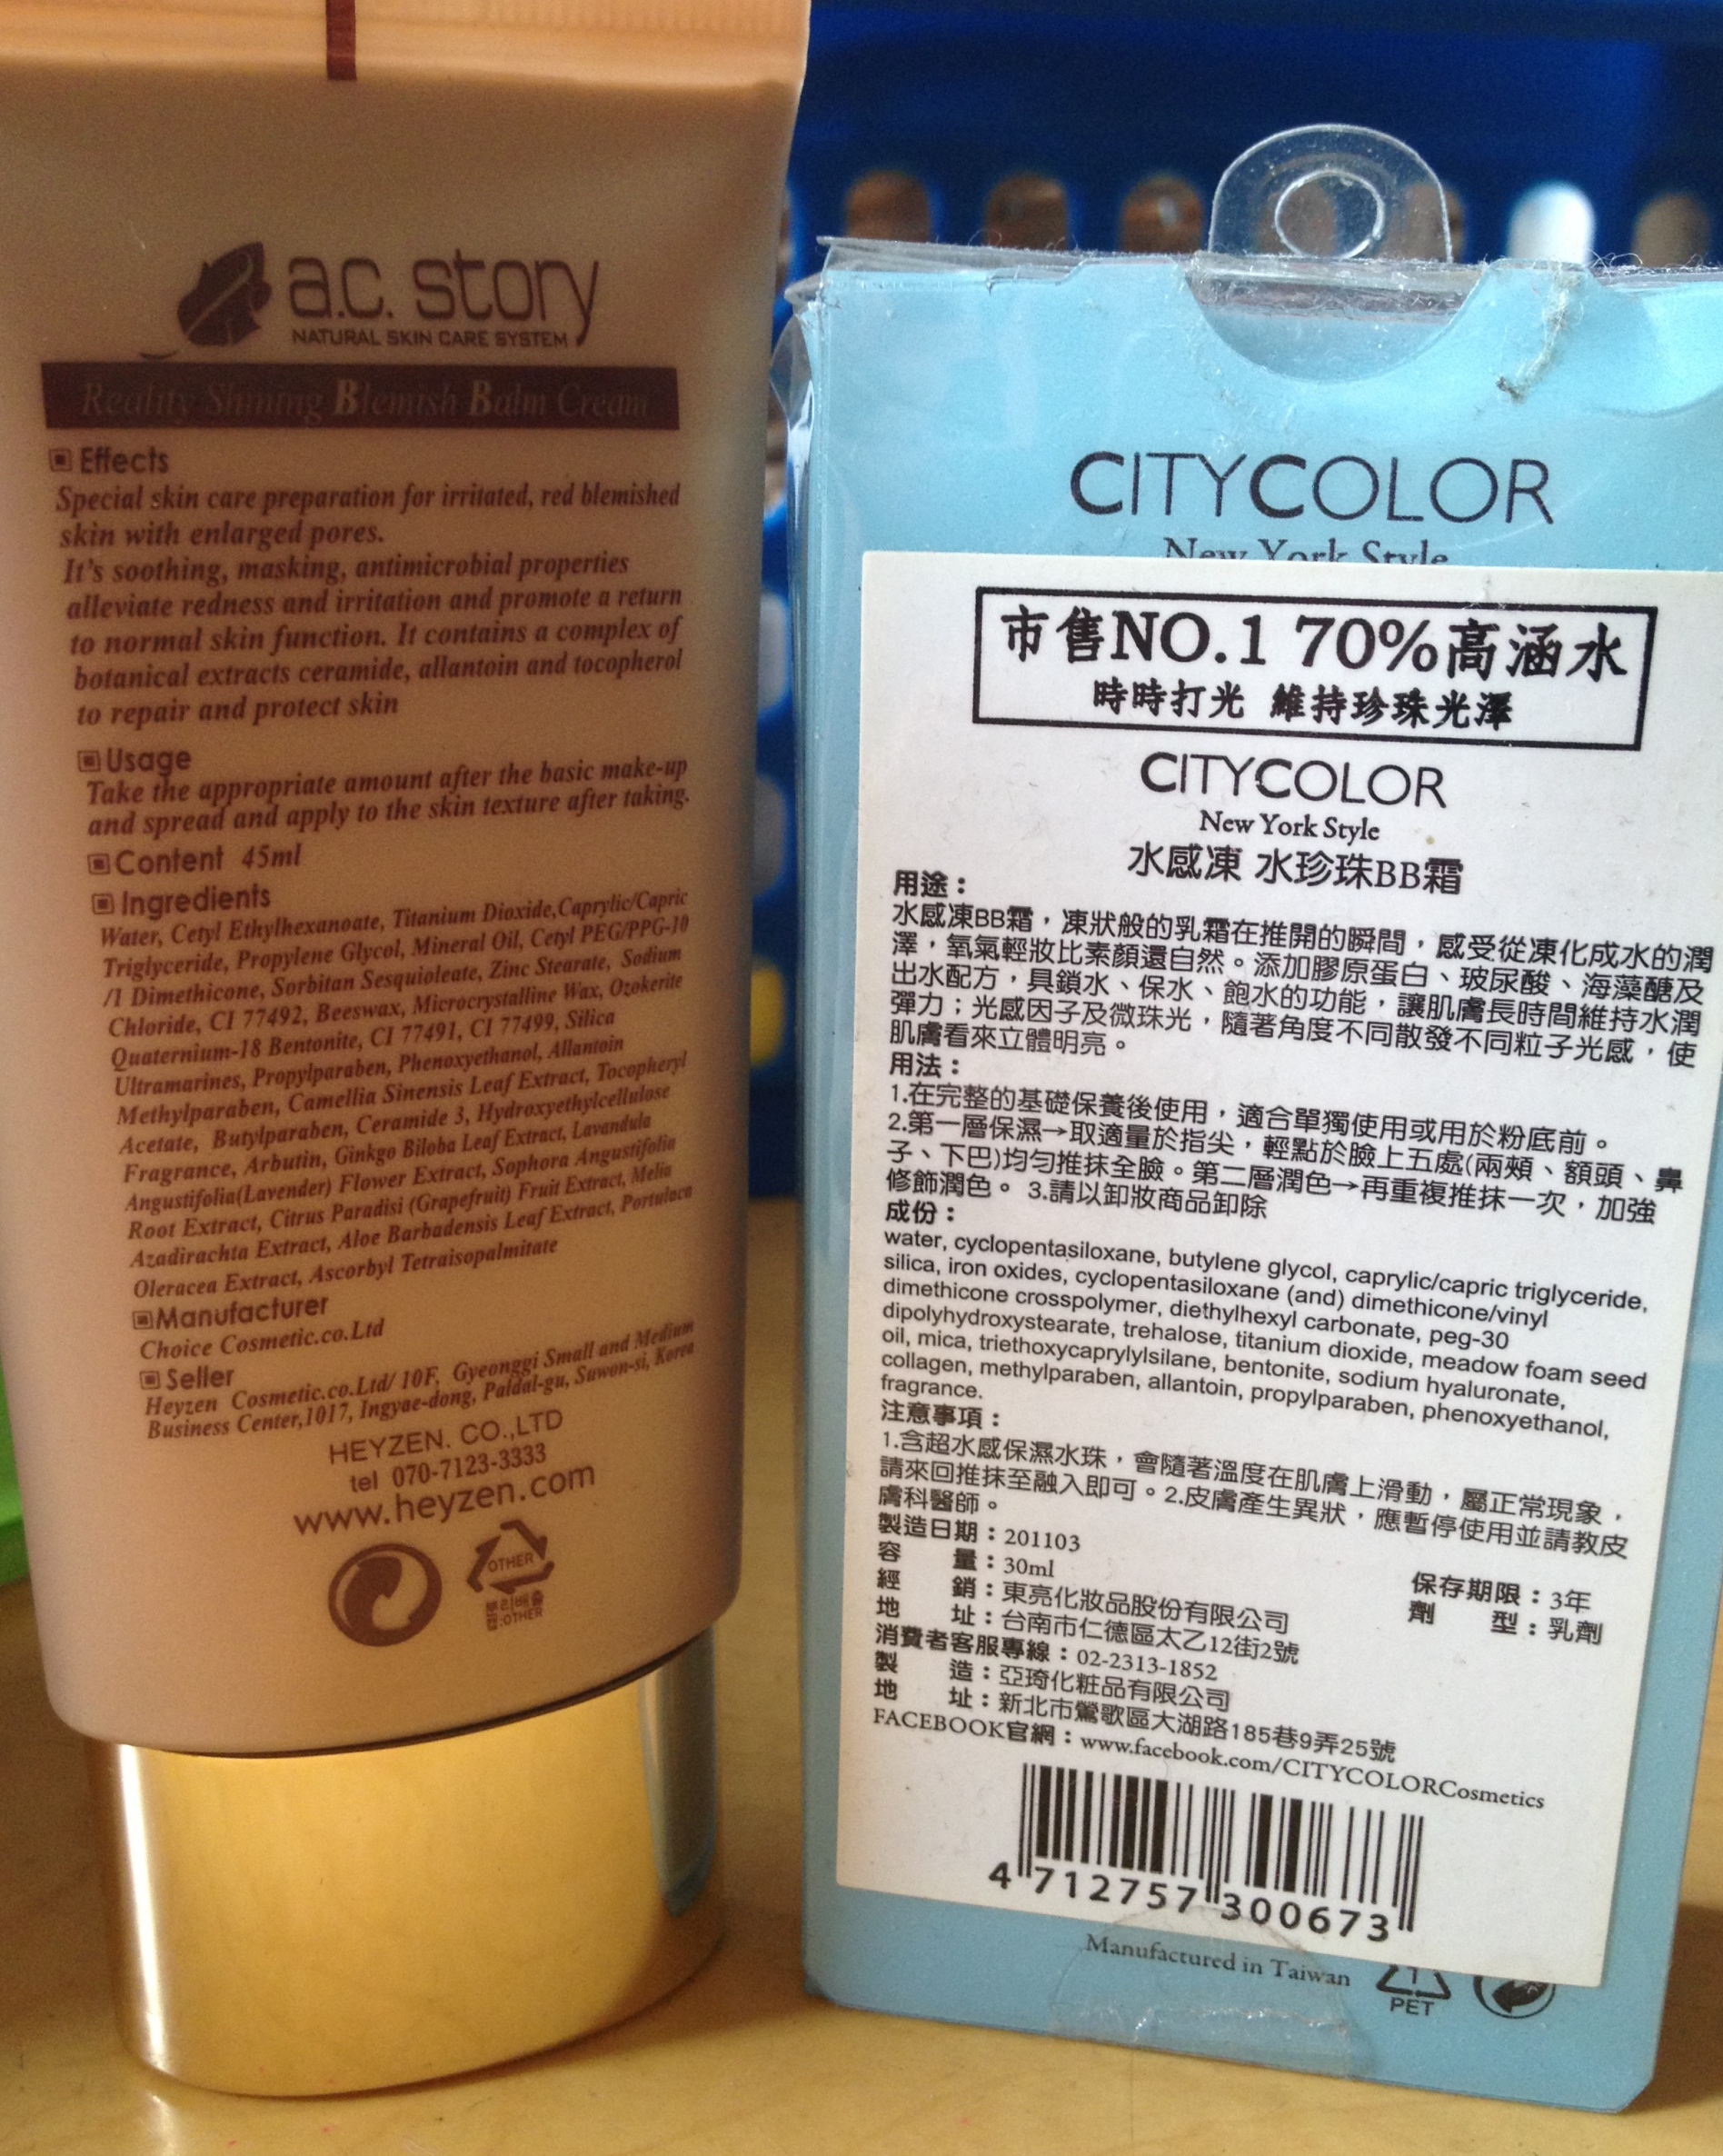 a.c. story
NATURAL SKIN CARE SYSTEM
Reality Shining Blemish Balm Cream
Effects
Special skin care preparation for irritated, red blemished
skin with enlarged pores.
It's soothing, masking, antimicrobial properties
alleviate redness and irritation and promote a return
to normal skin function. It contains a complex of
botanical extracts ceramide, allantoin and tocopherol
to repair and protect skin
Usage
Take the appropriate amount after the basic make-up
and spread and apply to the skin texture after taking.
Content 45ml
Ingredients
Water, Cetyl Ethylhexanoate, Titanium Dioxide,Caprylic/Capric
Triglyceride, Propylene Glycol, Mineral Oil, Cetyl PEG/PPG-10
/1 Dimethicone, Sorbitan Sesquioleate, Zinc Stearate, Sodium
Chloride, CI 77492, Beeswax, Microcrystalline Wax, Ozokerite
Quaternium-18 Bentonite, CI 77491, CI 77499, Silica
Ultramarines, Propylparaben, Phenoxyethanol, Allantoin
Methylparaben, Camellia Sinensis Leaf Extract, Tocopheryl
Acetate, Butylparaben, Ceramide 3, Hydroxyethylcellulose
Fragrance, Arbutin, Ginkgo Biloba Leaf Extract, Lavandula
Angustifolia(Lavender) Flower Extract, Sophora Angustifolia
Root Extract, Citrus Paradisi (Grapefruit) Fruit Extract, Melia
Azadirachta Extract, Aloe Barbadensis Leaf Extract, Portulaca
Oleracea Extract, Ascorbyl Tetraisopalmitate
Manufacturer
Choice Cosmetic.co.Ltd
Seller
Heyzen Cosmetic.co.Ltd/ 10F, Gyeonggi Small and Medium
Business Center,1017, Ingyae-dong, Paldal-gu, Suwon-si, Korea
HEYZEN. CO.,LTD
tel 070-7123-3333
www.heyzen.com
OTHER
분리배출
:OTHER
CITYCOLOR
New York Style
市售NO.1 70%高涵水
時時打光 維持珍珠光澤
CITYCOLOR
New York Style
水感凍 水珍珠BB霜
用途：
水感凍BB霜，凍狀般的乳霜在推開的瞬間，感受從凍化成水的潤
澤，氧氣輕妝比素顏還自然。添加膠原蛋白、玻尿酸、海藻醣及
出水配方，具鎖水、保水、飽水的功能，讓肌膚長時間維持水潤
彈力；光感因子及微珠光，隨著角度不同散發不同粒子光感，使
肌膚看來立體明亮。
用法：
1.在完整的基礎保養後使用，適合單獨使用或用於粉底前。
2.第一層保濕→取適量於指尖，輕點於臉上五處(兩頰、額頭、鼻
子、下巴)均勻推抹全臉。第二層潤色→再重複推抹一次，加強
修飾潤色。 3.請以卸妝商品卸除
成份：
water, cyclopentasiloxane, butylene glycol, caprylic/capric triglyceride,
silica, iron oxides, cyclopentasiloxane (and) dimethicone/vinyl
dimethicone crosspolymer, diethylhexyl carbonate, peg-30
dipolyhydroxystearate, trehalose, titanium dioxide, meadow foam seed
oil, mica, triethoxycaprylylsilane, bentonite, sodium hyaluronate,
collagen, methylparaben, allantoin, propylparaben, phenoxyethanol,
fragrance.
注意事項：
1.含超水感保濕水珠，會隨著溫度在肌膚上滑動，屬正常現象，
請來回推抹至融入即可。2.皮膚產生異狀，應暫停使用並請教皮
膚科醫師。
製造日期：201103
容 量：30ml 保存期限：3年
經 銷：東亮化妝品股份有限公司 劑 型：乳劑
地 址：台南市仁德區太乙12街2號
消費者客服專線：02-2313-1852
製 造：亞琦化粧品有限公司
地 址：新北市鶯歌區大湖路185巷9弄25號
FACEBOOK官網：www.facebook.com/CITYCOLORCosmetics
4 712757 300673
Manufactured in Taiwan
1
PET